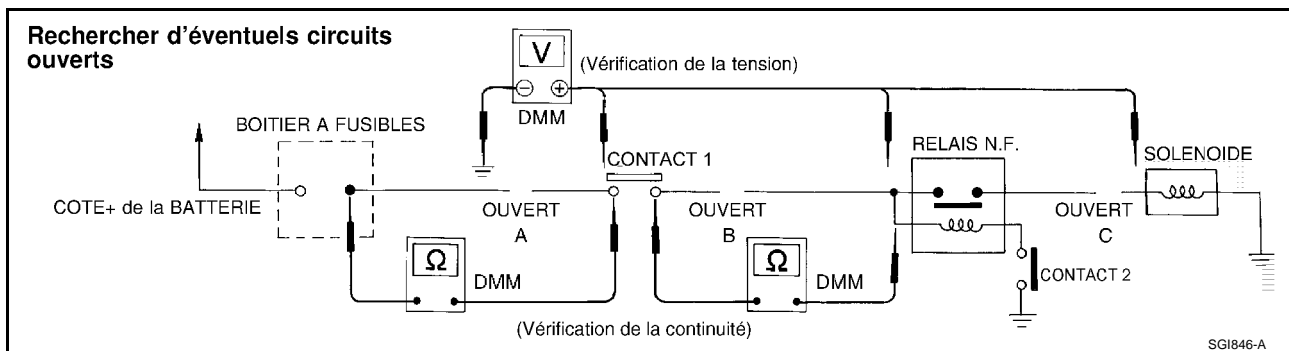 Rechercher d'éventuels circuits
ouverts
V
(Vérification de la tension)
DMM
BOITIER A FUSIBLES
CONTACT 1
RELAIS N.F.
SOLENOIDE
COTE+ de la BATTERIE
OUVERT
A
OUVERT
B
OUVERT
C
Ω
DMM
Ω
DMM
CONTACT 2
(Vérification de la continuité)
SGI846-A